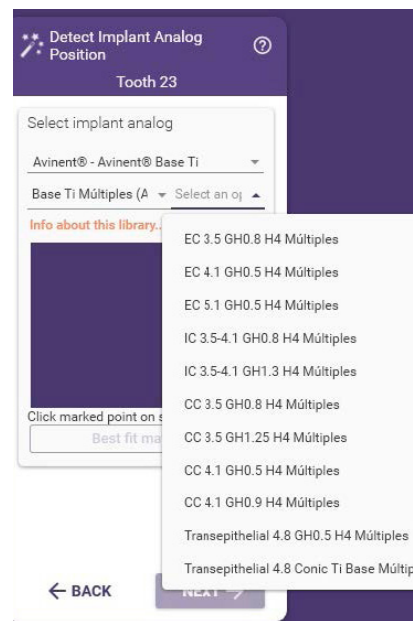 Detect Implant Analog
Position
Tooth 23
Select implant analog
Avinent® - Avinent® Base Ti
Base Ti Múltiples (A
Select an
Info about this library..
EC 3.5 GH0.8 H4 Múltiples
EC 4.1 GH0.5 H4 Múltiples
EC 5.1 GH0.5 H4 Múltiples
IC 3.5-4.1 GH0.8 H4 Múltiples
IC 3.5-4.1 GH1.3 H4 Múltiples
CC 3.5 GH0.8 H4 Múltiples
CC 3.5 GH1.25 H4 Múltiples
CC 4.1 GH0.5 H4 Múltiples
CC 4.1 GH0.9 H4 Múltiples
Transepithelial 4.8 GH0.5 H4 Múltiples
Transepithelial 4.8 Conic Ti Base Múltip
Click marked point on s
Best fit ma
BACK
NEXT